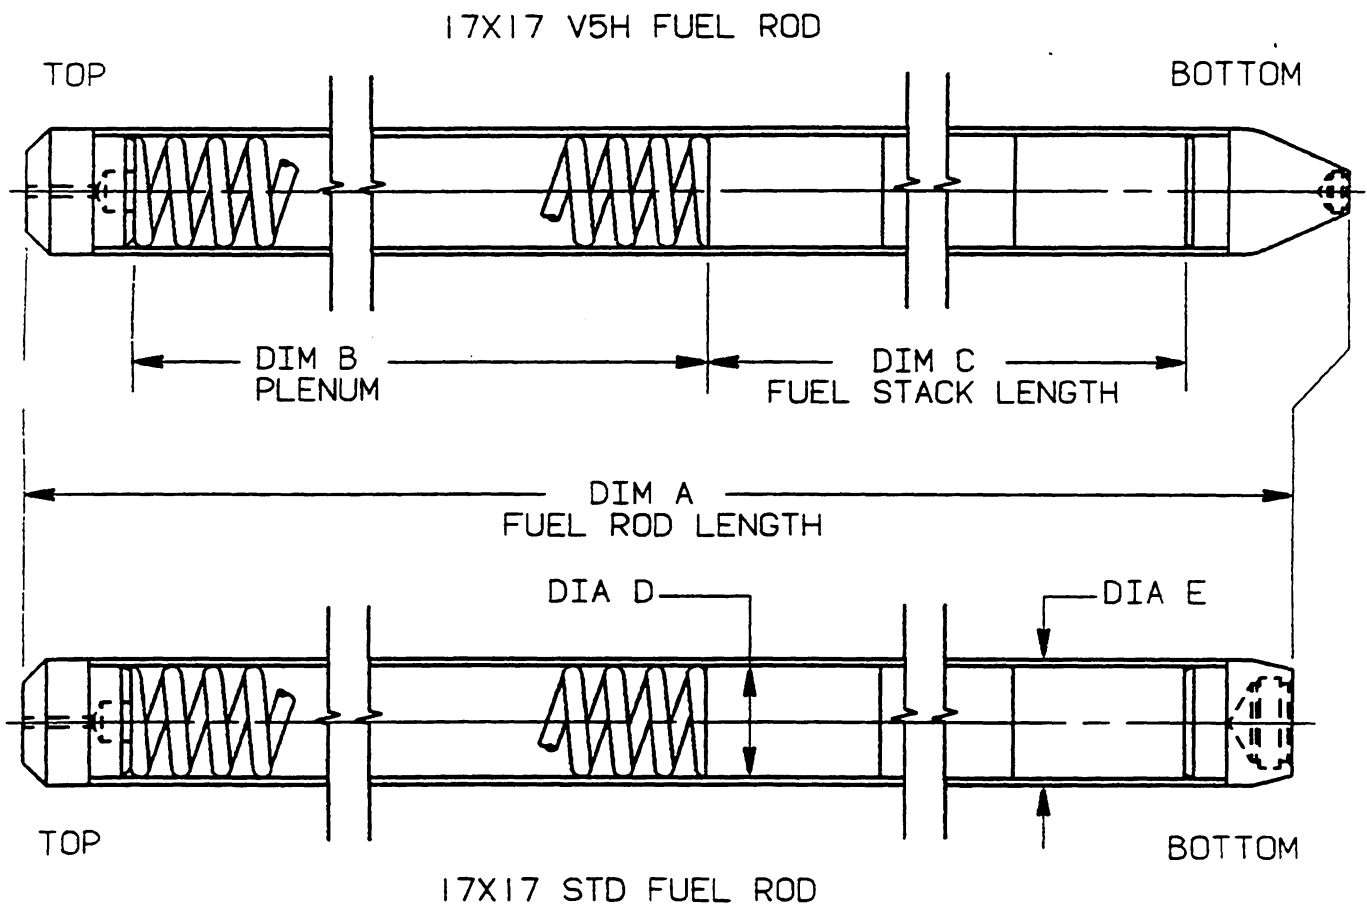 17X17 V5H FUEL ROD
TOP
BOTTOM
DIM B
PLENUM
DIM C
FUEL STACK LENGTH
DIM A
FUEL ROD LENGTH
DIA D
DIA E
TOP
BOTTOM
17X17 STD FUEL ROD